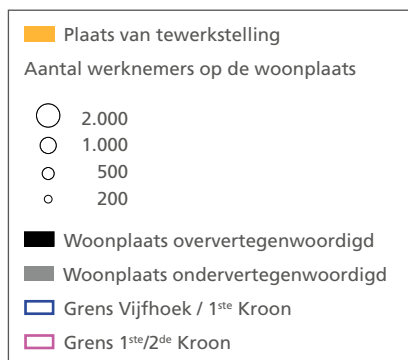 Plaats van tewerkstelling
Aantal werknemers op de woonplaats
2.000
1.000
500
200
Woonplaats oververtegenwoordigd
Woonplaats ondervertegenwoordigd
Grens Vijfhoek / 1ste Kroon
Grens 1ste/2de Kroon